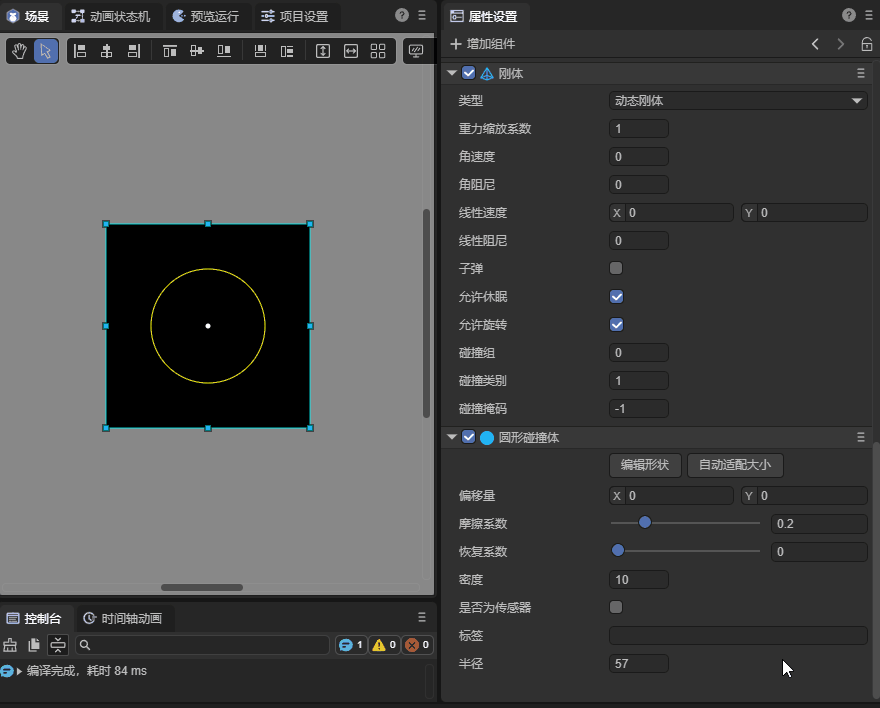 场景 动画状态机 预览运行 项目设置
控制台 时间轴动画
1 0 0
编译完成，耗时 84 ms
属性设置
增加组件
刚体
类型 动态刚体
重力缩放系数 1
角速度 0
角阻尼 0
线性速度 X 0 Y 0
线性阻尼 0
子弹
允许休眠
允许旋转
碰撞组 0
碰撞类别 1
碰撞掩码 -1
圆形碰撞体
编辑形状 自动适配大小
偏移量 X 0 Y 0
摩擦系数 0.2
恢复系数 0
密度 10
是否为传感器
标签
半径 57